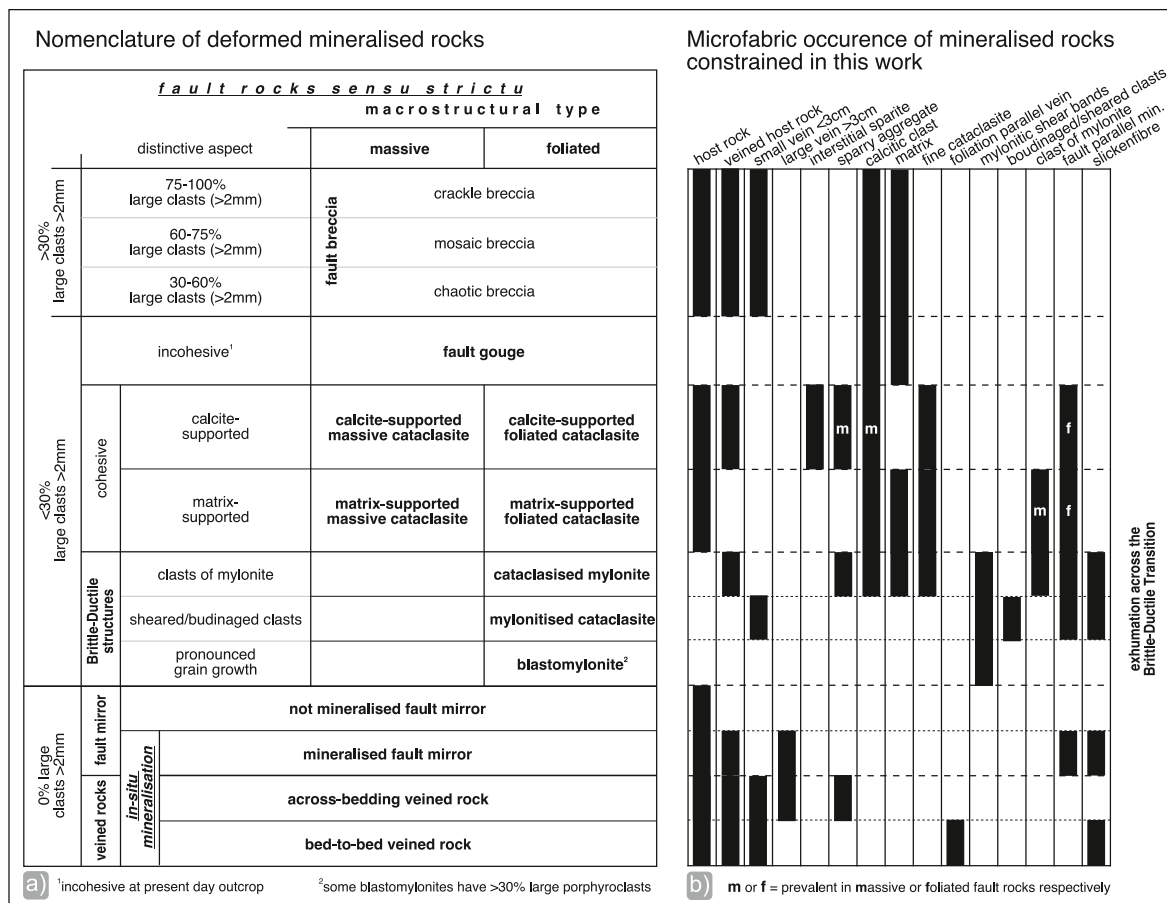 Nomenclature of deformed mineralised rocks
fault rocks sensu strictu
macrostructural type
distinctive aspect
massive
foliated
>30%
large clasts >2mm
75-100%
large clasts (>2mm)
60-75%
large clasts (>2mm)
30-60%
large clasts (>2mm)
fault breccia
crackle breccia
mosaic breccia
chaotic breccia
<30%
large clasts >2mm
incohesive1
fault gouge
cohesive
calcite-
supported
calcite-supported
massive cataclasite
calcite-supported
foliated cataclasite
matrix-
supported
matrix-supported
massive cataclasite
matrix-supported
foliated cataclasite
Brittle-Ductile
structures
clasts of mylonite
cataclasised mylonite
sheared/budinaged clasts
mylonitised cataclasite
pronounced
grain growth
blastomylonite2
0% large
clasts >2mm
fault mirror
not mineralised fault mirror
in-situ
mineralisation
mineralised fault mirror
veined rocks
across-bedding veined rock
bed-to-bed veined rock
a)
1incohesive at present day outcrop
2some blastomylonites have >30% large porphyroclasts
Microfabric occurence of mineralised rocks
constrained in this work
host rock
veined host rock
small vein <3cm
large vein >3cm
interstitial sparite
sparry aggregate
calcitic clast
matrix
fine cataclasite
foliation parallel vein
mylonitic shear bands
boudinaged/sheared clasts
clast of mylonite
fault parallel min.
slickenfibre
m
m
f
m
f
exhumation across the
Brittle-Ductile Transition
b)
m or f = prevalent in massive or foliated fault rocks respectively